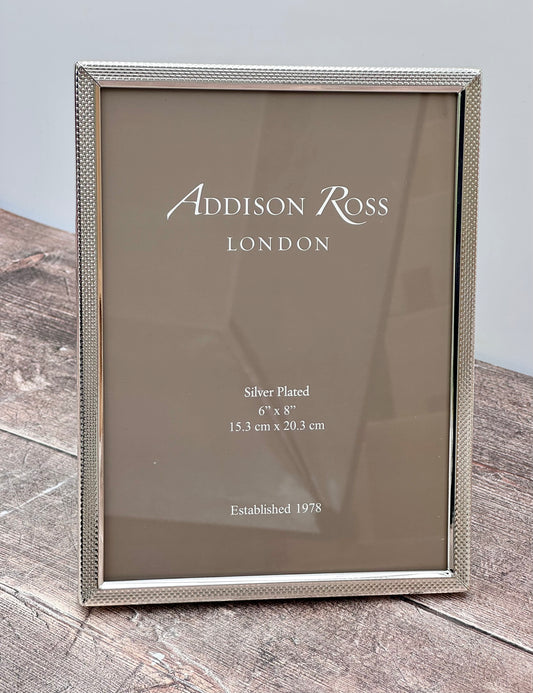 ADDISON ROSS
LONDON
Silver Plated
6” x 8”
15.3 cm x 20.3 cm
Established 1978